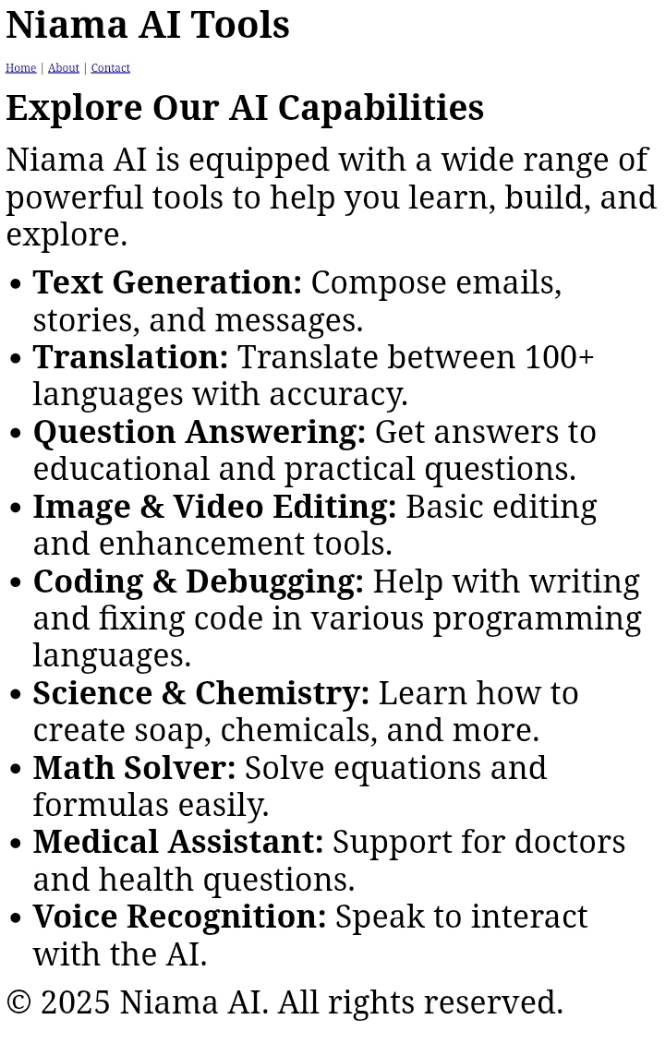 Niama AI Tools
Home | About | Contact
Explore Our AI Capabilities
Niama AI is equipped with a wide range of
powerful tools to help you learn, build, and
explore.
• Text Generation: Compose emails,
stories, and messages.
• Translation: Translate between 100+
languages with accuracy.
• Question Answering: Get answers to
educational and practical questions.
• Image & Video Editing: Basic editing
and enhancement tools.
• Coding & Debugging: Help with writing
and fixing code in various programming
languages.
• Science & Chemistry: Learn how to
create soap, chemicals, and more.
• Math Solver: Solve equations and
formulas easily.
• Medical Assistant: Support for doctors
and health questions.
• Voice Recognition: Speak to interact
with the AI.
© 2025 Niama AI. All rights reserved.